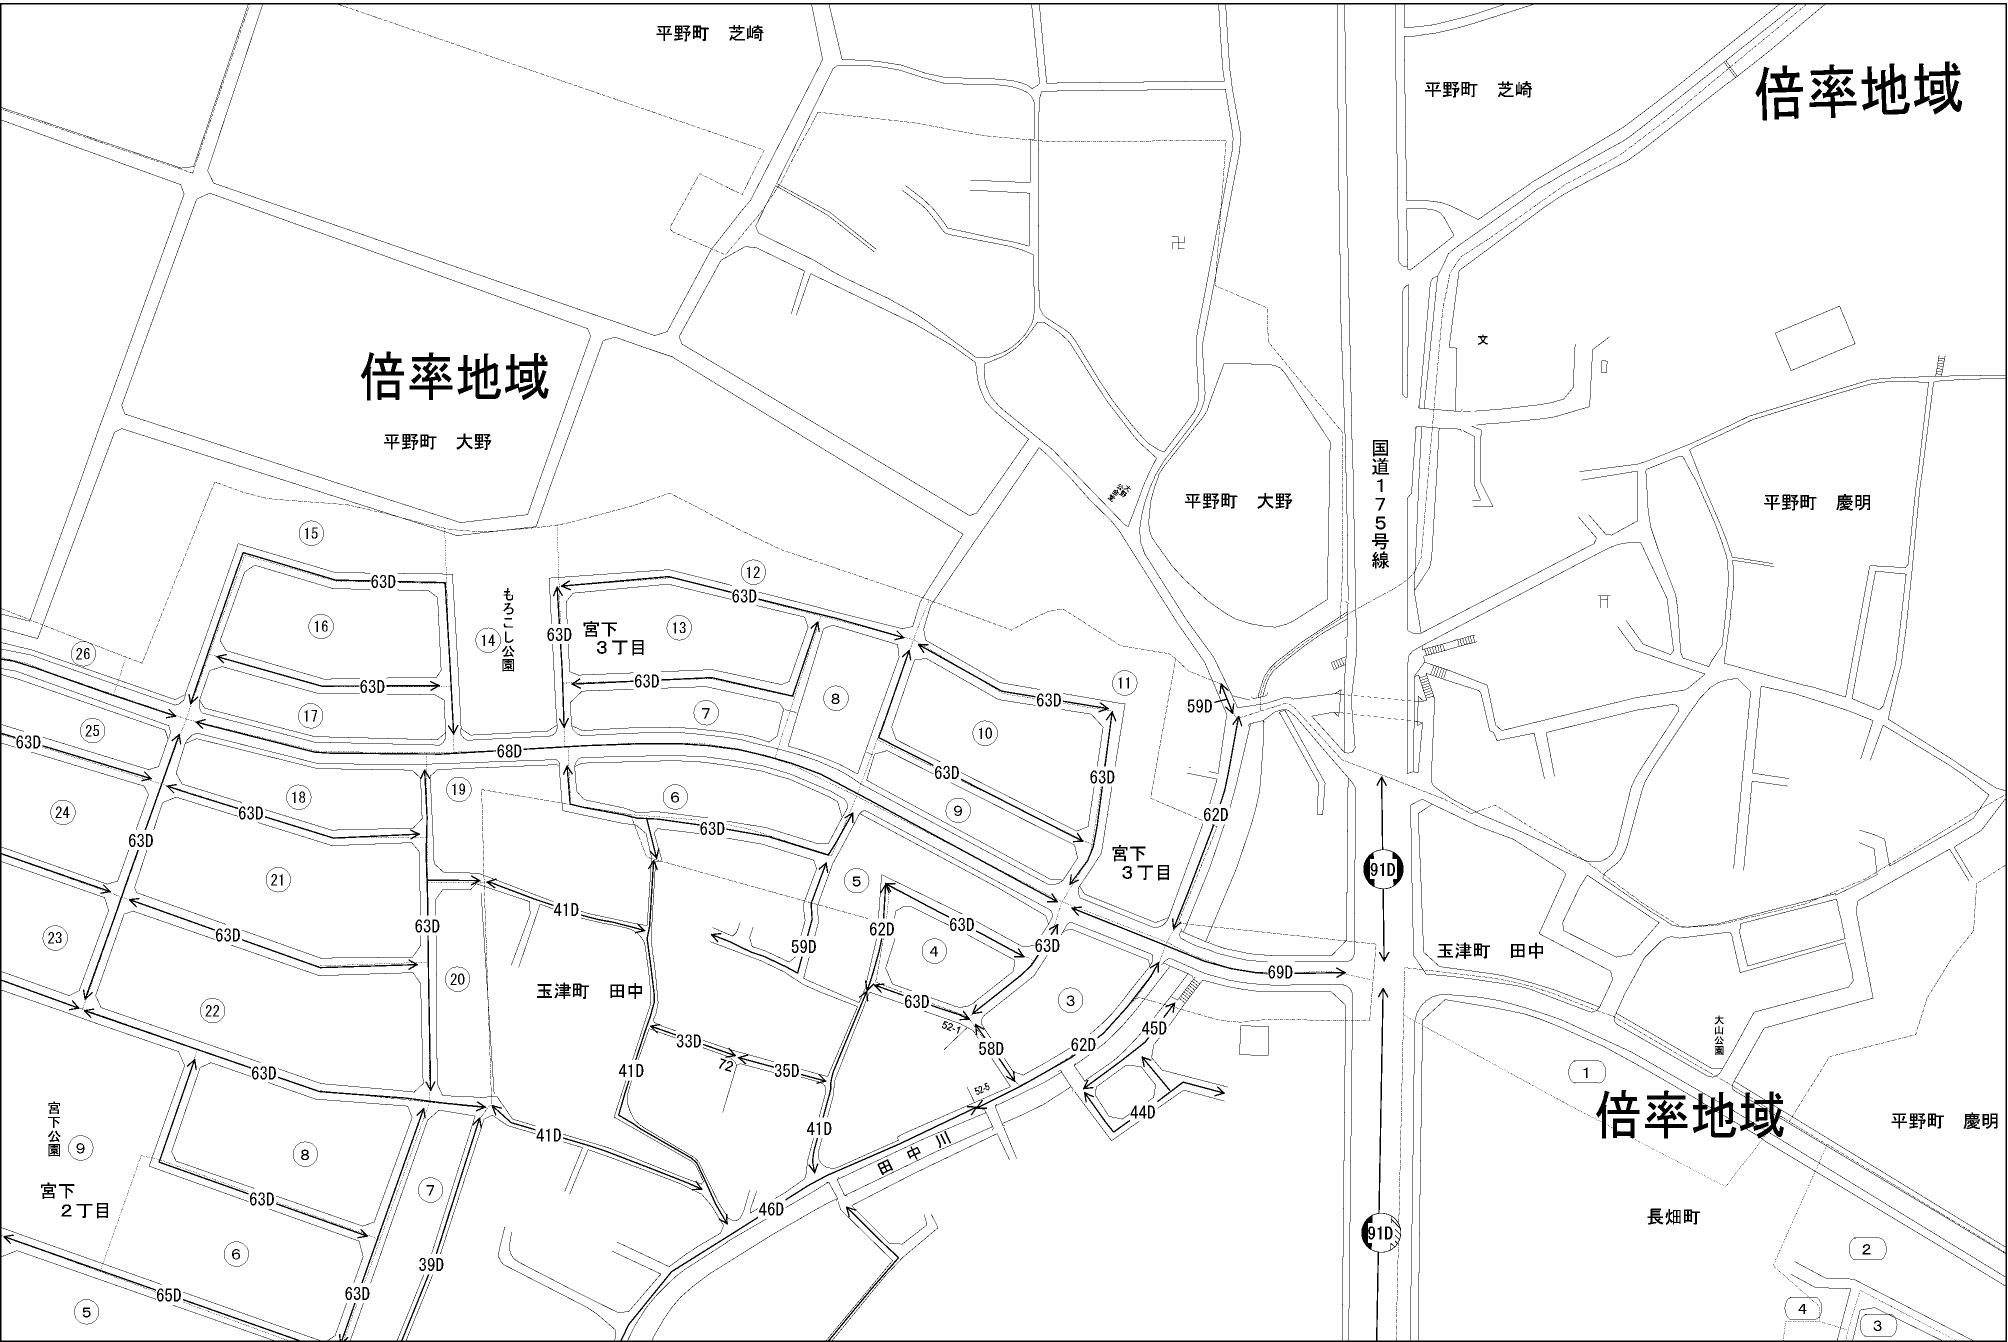 平野町 芝崎
平野町 芝崎
倍率地域
文
倍率地域
平野町 大野
国道175号線
平野町 大野
平野町 慶明
15
12
63D
63D
もろこし公園
16
14
63D
宮下
3丁目
13
26
63D
63D
11
8
63D
59D
17
7
25
63D
68D
10
63D
63D
18
19
6
63D
9
62D
24
63D
63D
63D
宮下
3丁目
91D
21
5
41D
62D
63D
23
63D
63D
59D
4
63D
玉津町 田中
69D
20
玉津町 田中
22
63D
3
52-1
45D
大山公園
33D
58D
62D
72
35D
41D
63D
1
52-5
宮下公園
44D
倍率地域
9
41D
41D
平野町 慶明
8
田中川
宮下
2丁目
7
63D
46D
長畑町
91D
6
2
39D
65D
63D
5
4
3